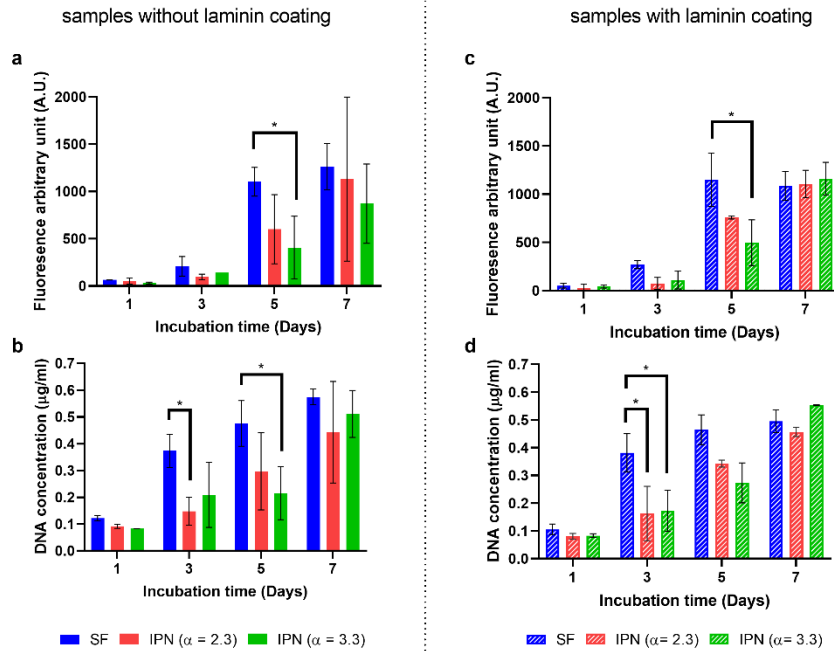 samples without laminin coating
samples with laminin coating
a
Fluoresence arbitrary unit (A.U.)
2000
1500
1000
500
0
*
1 3 5 7
Incubation time (Days)
b
DNA concentration (µg/ml)
0.7
0.6
0.5
0.4
0.3
0.2
0.1
0.0
*
*
1 3 5 7
Incubation time (Days)
SF IPN (α = 2.3) IPN (α = 3.3)
c
Fluoresence arbitrary unit (A.U.)
2000
1500
1000
500
0
*
1 3 5 7
Incubation time (Days)
d
DNA concentration (µg/ml)
0.7
0.6
0.5
0.4
0.3
0.2
0.1
0.0
*
*
1 3 5 7
Incubation time (Days)
SF IPN (α= 2.3) IPN (α= 3.3)